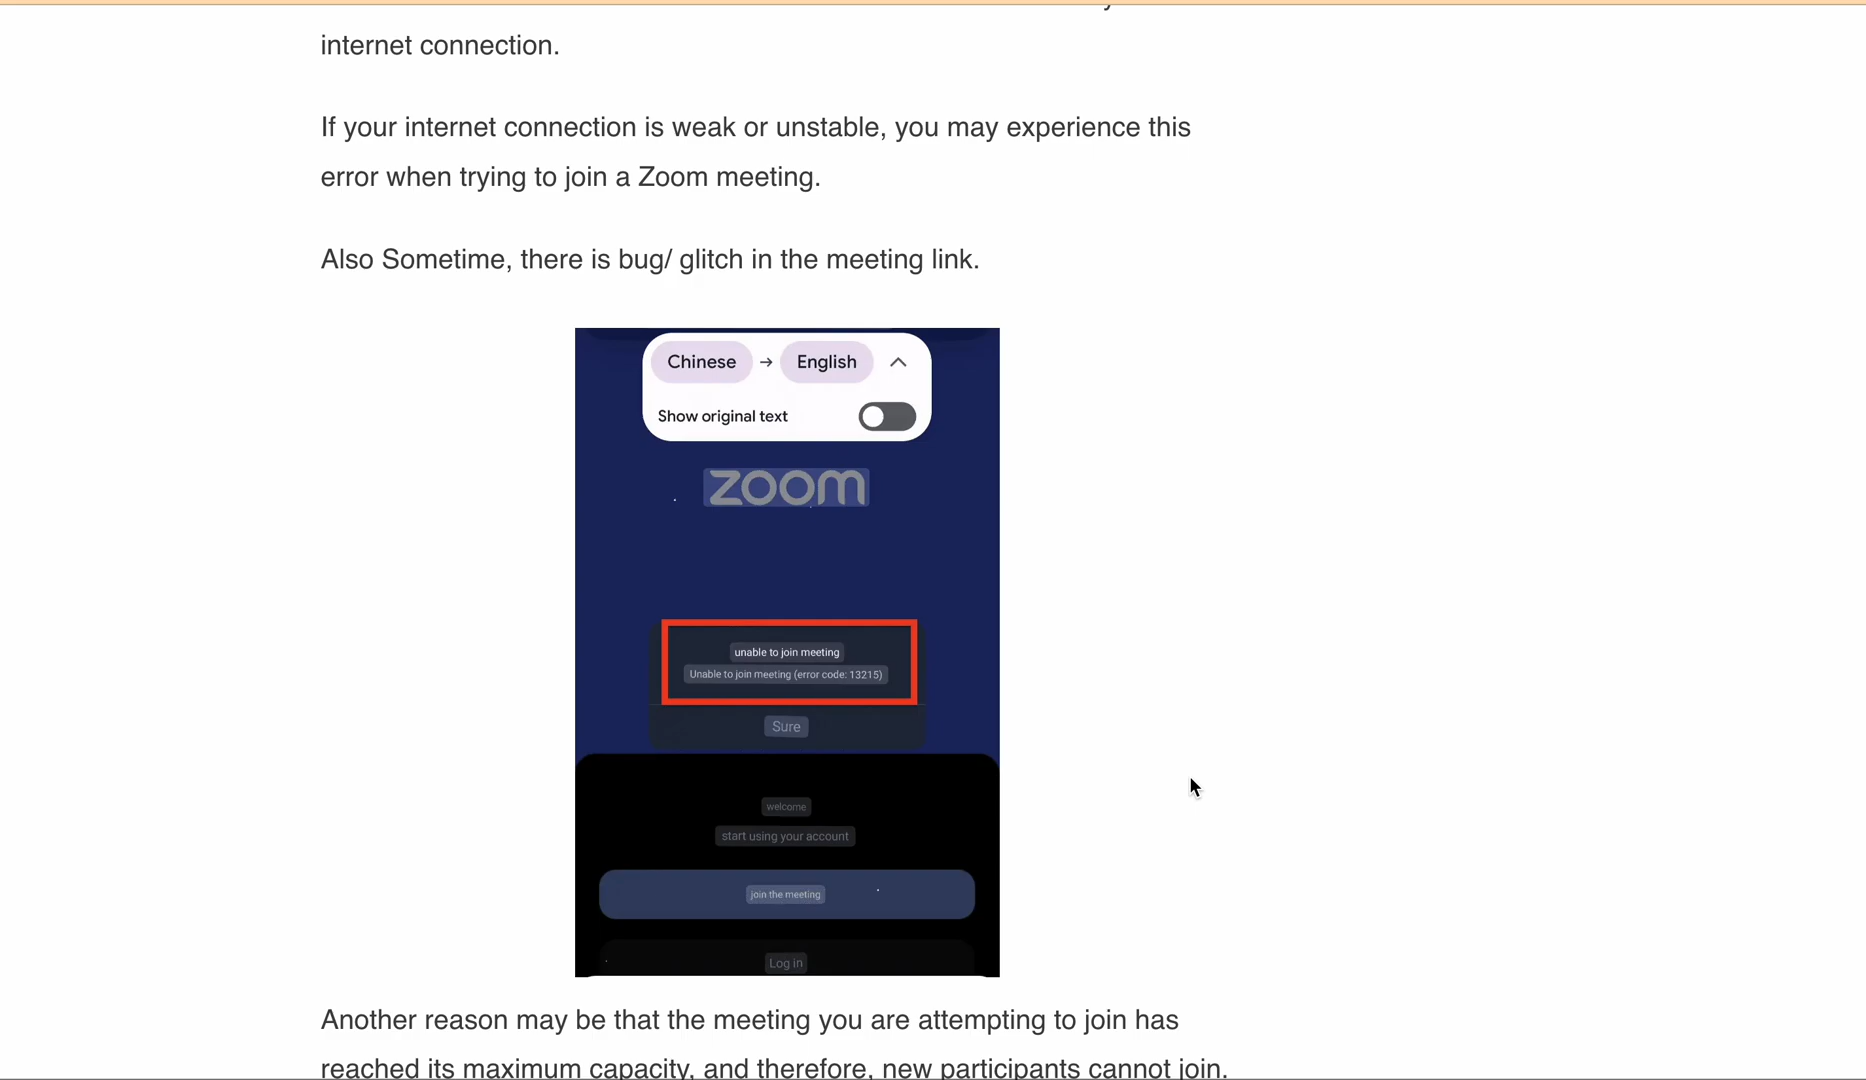 internet connection.
If your internet connection is weak or unstable, you may experience this
error when trying to join a Zoom meeting.
Also Sometime, there is bug/ glitch in the meeting link.
Chinese → English
Show original text
zoom
unable to join meeting
Unable to join meeting (error code: 13215)
Sure
welcome
start using your account
join the meeting
Log in
Another reason may be that the meeting you are attempting to join has
reached its maximum capacity, and therefore, new participants cannot join.